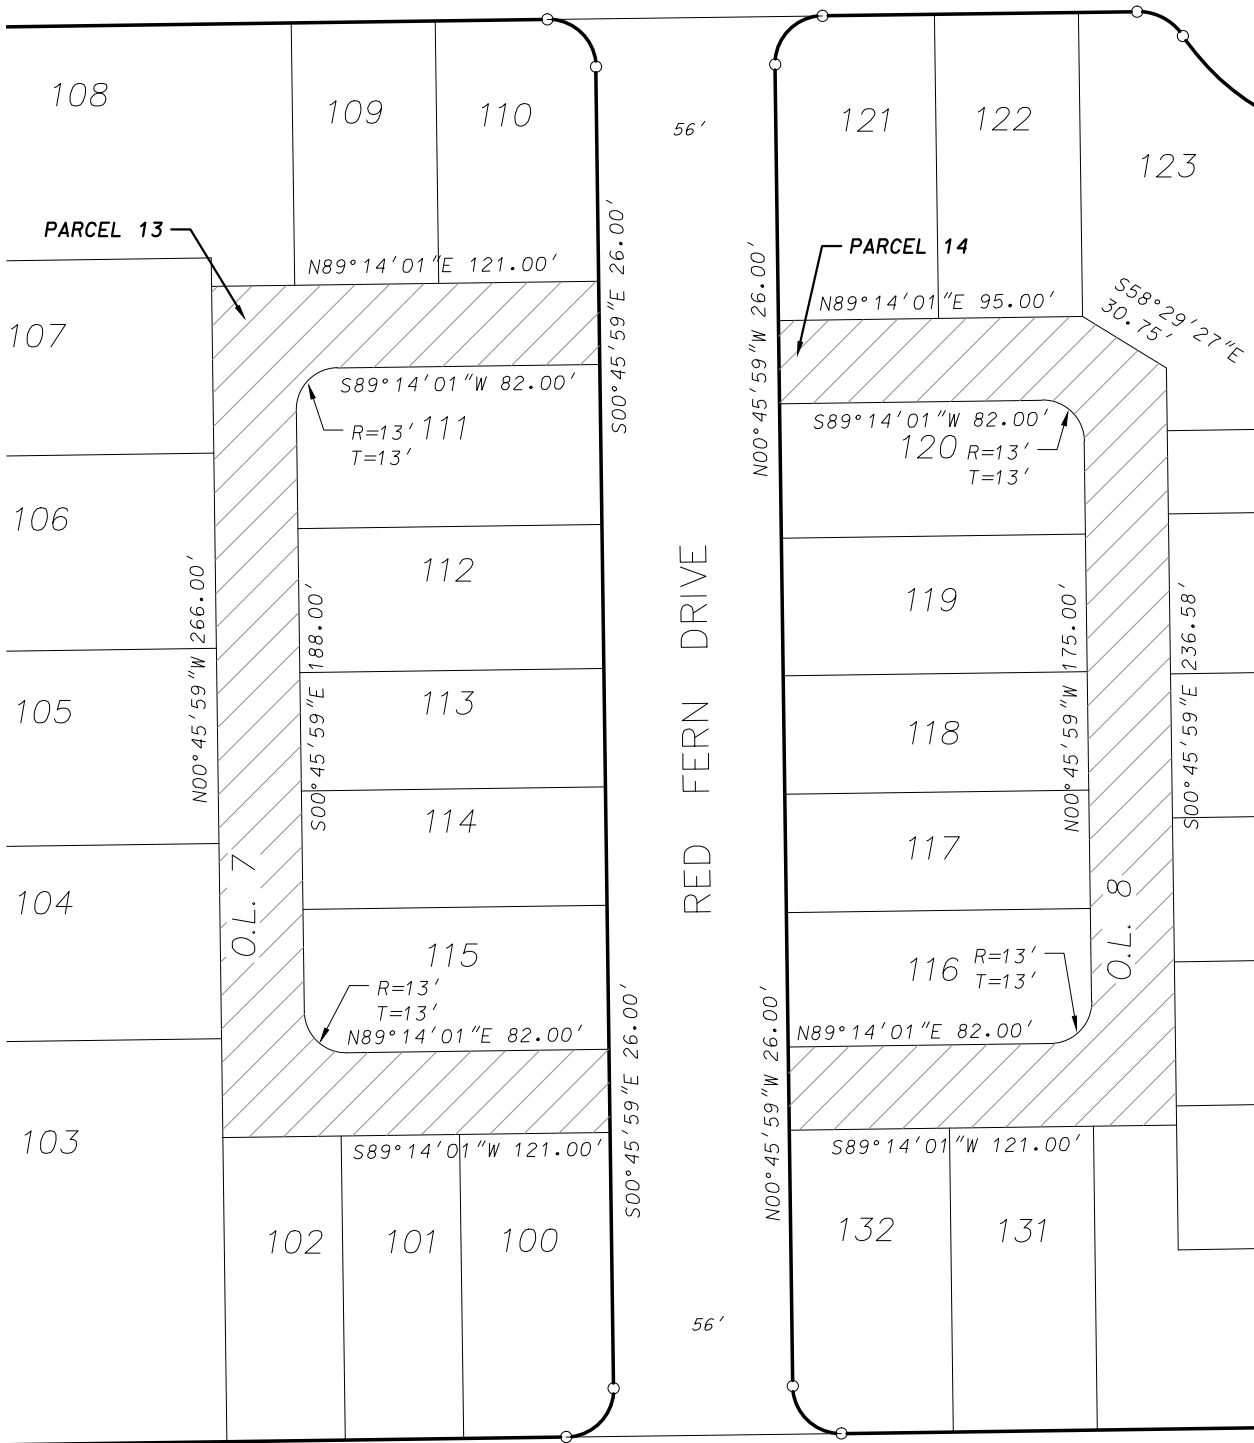 108
109
110
56'
121
122
123
PARCEL 13
PARCEL 14
N89°14'01"E 121.00'
S00°45'59"E 26.00'
N00°45'59"W 26.00'
N89°14'01"E 95.00'
S58°29'27"E
30.75'
107
S89°14'01"W 82.00'
R=13'
T=13'
111
S89°14'01"W 82.00'
120
R=13'
T=13'
106
112
119
N00°45'59"W 266.00'
S00°45'59"E 188.00'
RED FERN DRIVE
N00°45'59"W 175.00'
S00°45'59"E 236.58'
105
113
118
114
117
104
O.L. 7
O.L. 8
115
R=13'
T=13'
N89°14'01"E 82.00'
116
R=13'
T=13'
N89°14'01"E 82.00'
S00°45'59"E 26.00'
N00°45'59"W 26.00'
103
S89°14'01"W 121.00'
S89°14'01"W 121.00'
102
101
100
132
131
56'